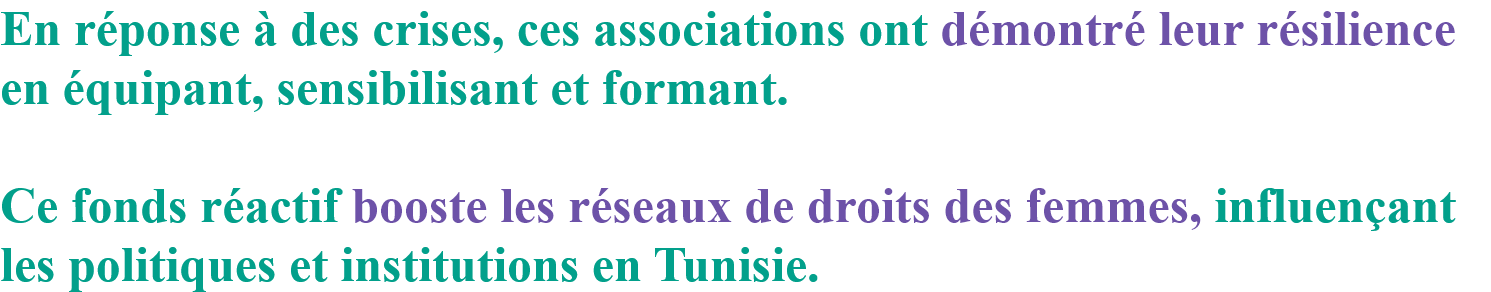 En réponse à des crises, ces associations ont démontré leur résilience
en équipant, sensibilisant et formant.
Ce fonds réactif booste les réseaux de droits des femmes, influençant
les politiques et institutions en Tunisie.